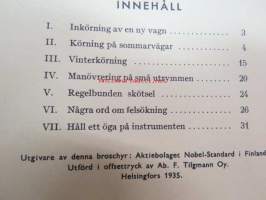 INNEHÅLL
I. Inkörning av en ny vagn 3
II. Körning på sommarvägar 4
III. Vinterkörning 15
IV. Manövrering på små utrymmen 20
V. Regelbunden skötsel 24
VI. Några ord om felsökning 26
VII. Håll ett öga på instrumenten 31
Utgivare av denna broschyr: Aktiebolaget Nobel-Standard i Finland
Utförd i offsettryck av Ab. F. Tilgmann Oy.
Helsingfors 1935.